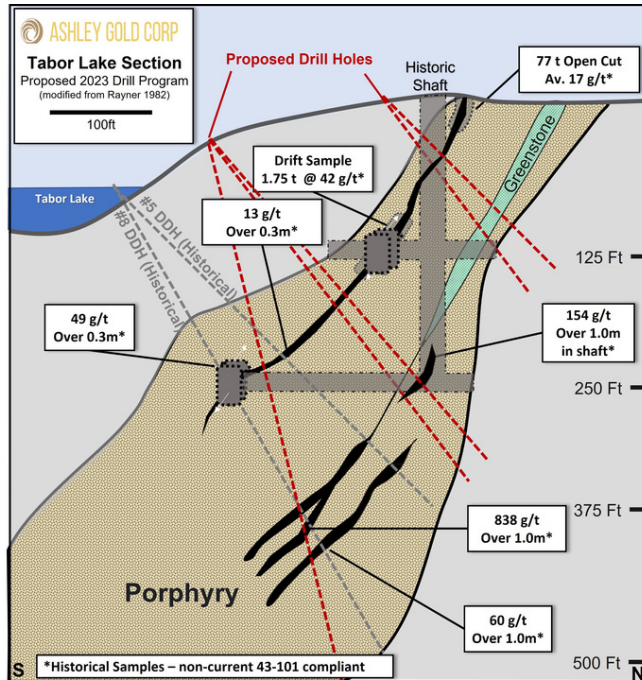 ASHLEY GOLD CORP
Tabor Lake Section
Proposed 2023 Drill Program
(modified from Rayner 1982)
100ft
Proposed Drill Holes
Historic
Shaft
77 t Open Cut
Av. 17 g/t*
Greenstone
Drift Sample
1.75 t @ 42 g/t*
Tabor Lake
13 g/t
Over 0.3m*
#5 DDH (Historical)
#8 DDH (Historical)
125 Ft
49 g/t
Over 0.3m*
154 g/t
Over 1.0m
in shaft*
250 Ft
375 Ft
838 g/t
Over 1.0m*
Porphyry
60 g/t
Over 1.0m*
500 Ft
S
*Historical Samples – non-current 43-101 compliant
N